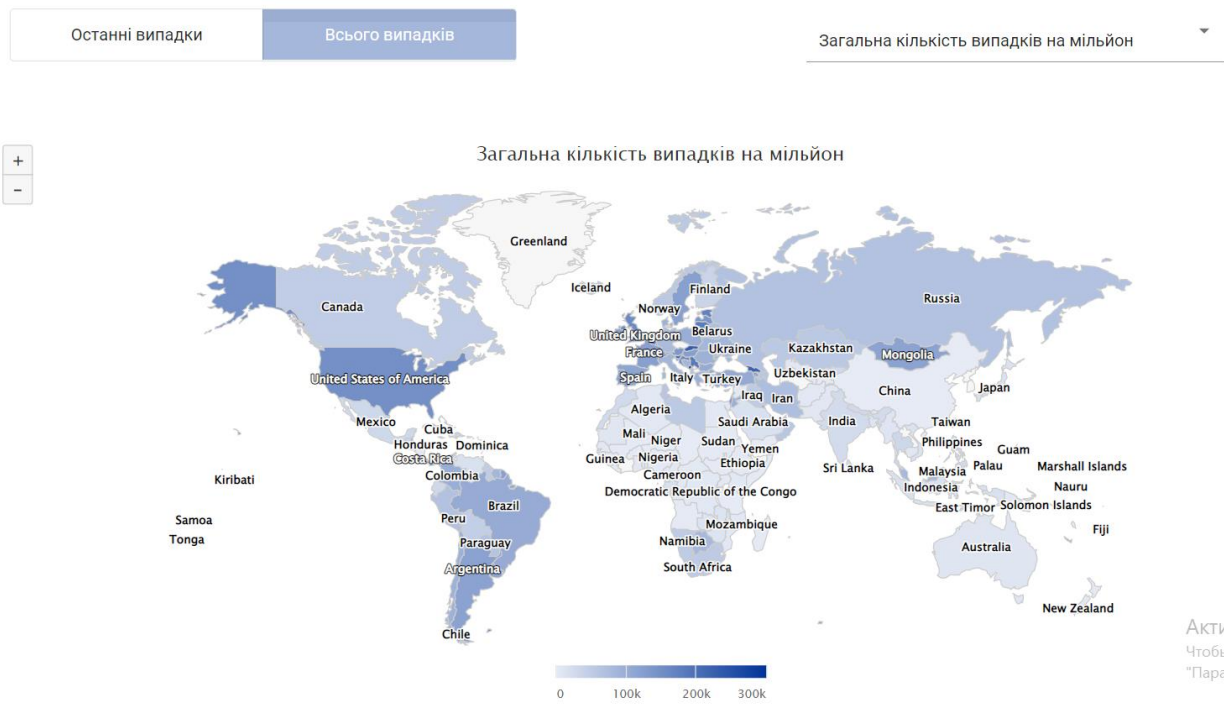 Останні випадки
Всього випадків
Загальна кількість випадків на мільйон
+
−
Загальна кількість випадків на мільйон
Greenland
Iceland
Finland
Canada
Norway
Russia
United Kingdom
Belarus
France
Ukraine
Kazakhstan
Mongolia
United States of America
Spain
Italy
Turkey
Uzbekistan
China
Japan
Iraq
Iran
Algeria
Mexico
Cuba
Saudi Arabia
India
Taiwan
Mali
Niger
Sudan
Yemen
Honduras
Dominica
Philippines
Guam
Costa Rica
Guinea
Nigeria
Ethiopia
Sri Lanka
Malaysia
Palau
Marshall Islands
Kiribati
Colombia
Cameroon
Indonesia
Nauru
Democratic Republic of the Congo
Brazil
East Timor
Solomon Islands
Samoa
Peru
Mozambique
Fiji
Tonga
Paraguay
Namibia
Australia
Argentina
South Africa
New Zealand
Chile
Акти
Чтобы
"Пара
0 100k 200k 300k